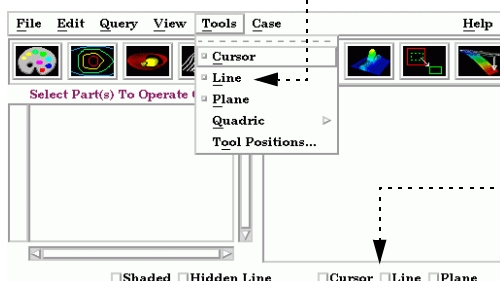 File Edit Query View Tools Case Help
Cursor
Line
Plane
Quadric
Tool Positions...
Select Part(s) To Operate
Shaded Hidden Line Cursor Line Plane